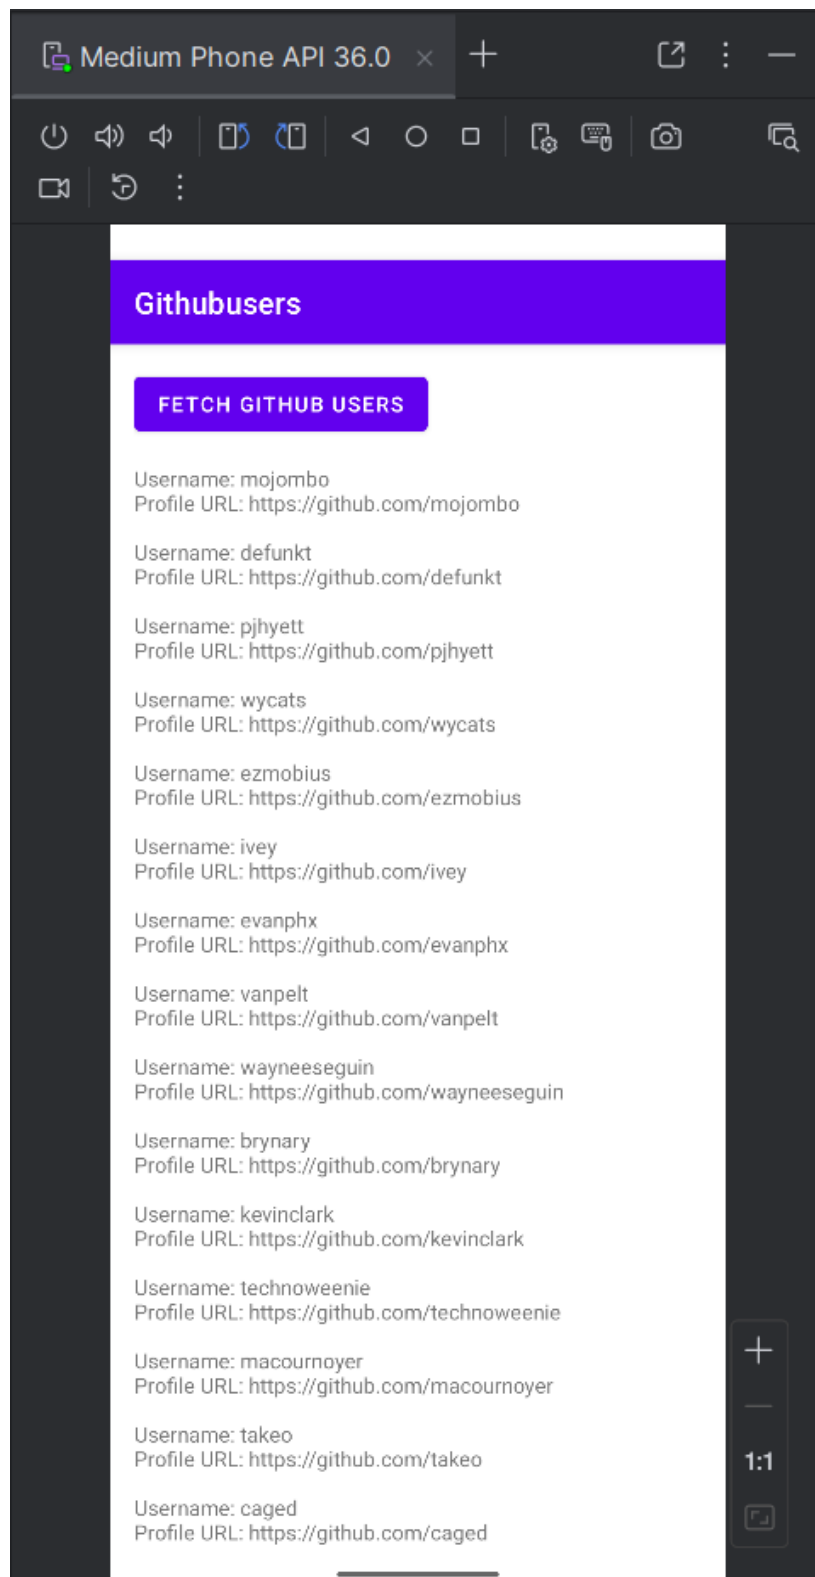 Medium Phone API 36.0
Githubusers
FETCH GITHUB USERS
Username: mojombo
Profile URL: https://github.com/mojombo
Username: defunkt
Profile URL: https://github.com/defunkt
Username: pjhyett
Profile URL: https://github.com/pjhyett
Username: wycats
Profile URL: https://github.com/wycats
Username: ezmobius
Profile URL: https://github.com/ezmobius
Username: ivey
Profile URL: https://github.com/ivey
Username: evanphx
Profile URL: https://github.com/evanphx
Username: vanpelt
Profile URL: https://github.com/vanpelt
Username: wayneeseguin
Profile URL: https://github.com/wayneeseguin
Username: brynary
Profile URL: https://github.com/brynary
Username: kevinclark
Profile URL: https://github.com/kevinclark
Username: technoweenie
Profile URL: https://github.com/technoweenie
Username: macournoyer
Profile URL: https://github.com/macournoyer
Username: takeo
Profile URL: https://github.com/takeo
Username: caged
Profile URL: https://github.com/caged
1:1